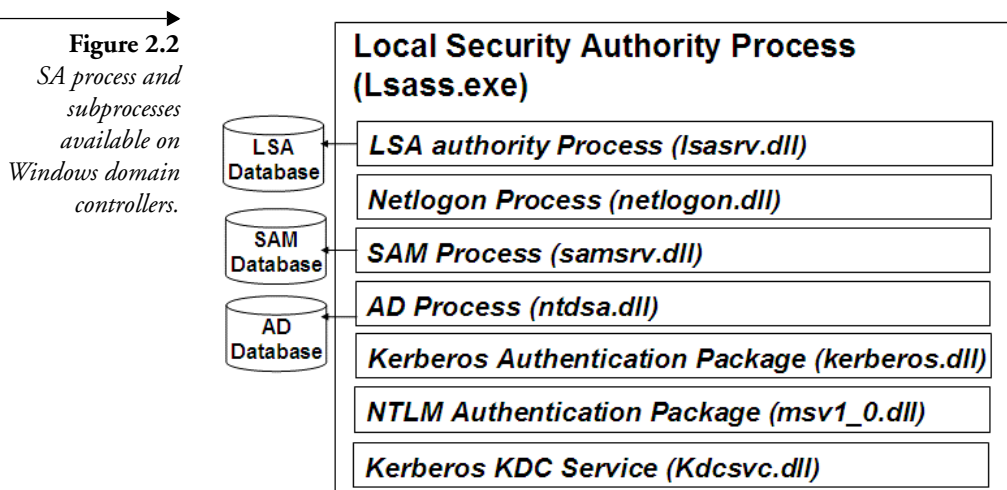 Figure 2.2
SA process and
subprocesses
available on
Windows domain
controllers.
Local Security Authority Process
(Lsass.exe)
LSA
Database
LSA authority Process (lsasrv.dll)
Netlogon Process (netlogon.dll)
SAM
Database
SAM Process (samsrv.dll)
AD
Database
AD Process (ntdsa.dll)
Kerberos Authentication Package (kerberos.dll)
NTLM Authentication Package (msv1_0.dll)
Kerberos KDC Service (Kdcsvc.dll)